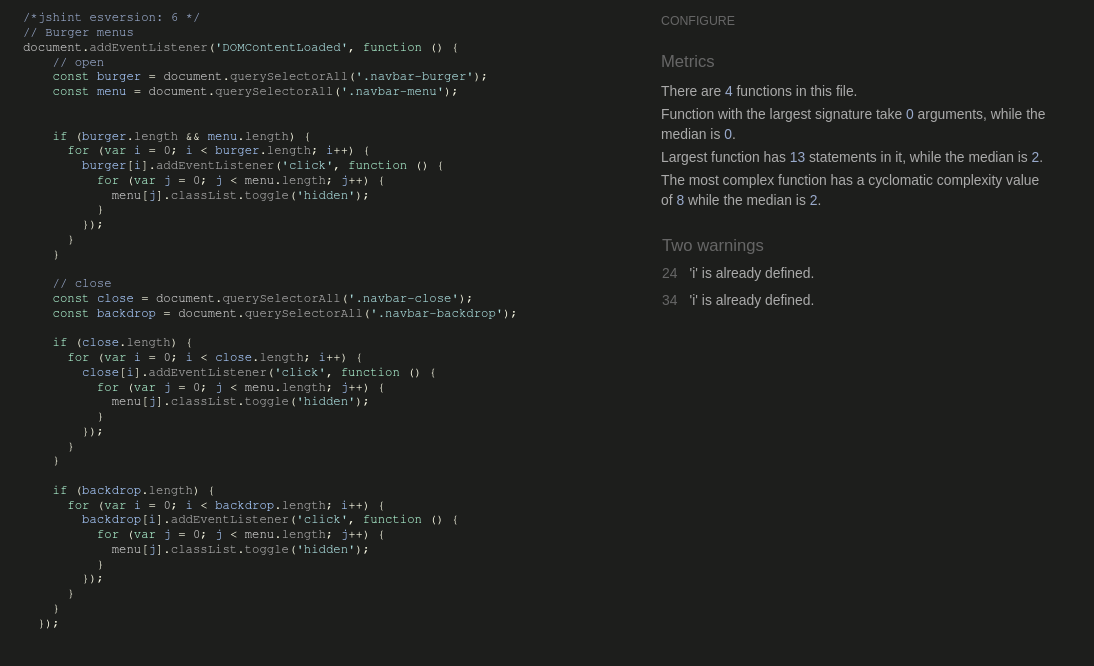 /*jshint esversion: 6 */
// Burger menus
document.addEventListener('DOMContentLoaded', function () {
    // open
    const burger = document.querySelectorAll('.navbar-burger');
    const menu = document.querySelectorAll('.navbar-menu');

    if (burger.length && menu.length) {
      for (var i = 0; i < burger.length; i++) {
        burger[i].addEventListener('click', function () {
          for (var j = 0; j < menu.length; j++) {
            menu[j].classList.toggle('hidden');
          }
        });
      }
    }

    // close
    const close = document.querySelectorAll('.navbar-close');
    const backdrop = document.querySelectorAll('.navbar-backdrop');

    if (close.length) {
      for (var i = 0; i < close.length; i++) {
        close[i].addEventListener('click', function () {
          for (var j = 0; j < menu.length; j++) {
            menu[j].classList.toggle('hidden');
          }
        });
      }
    }

    if (backdrop.length) {
      for (var i = 0; i < backdrop.length; i++) {
        backdrop[i].addEventListener('click', function () {
          for (var j = 0; j < menu.length; j++) {
            menu[j].classList.toggle('hidden');
          }
        });
      }
    }
  });
CONFIGURE
Metrics
There are 4 functions in this file.
Function with the largest signature take 0 arguments, while the
median is 0.
Largest function has 13 statements in it, while the median is 2.
The most complex function has a cyclomatic complexity value
of 8 while the median is 2.
Two warnings
24 'i' is already defined.
34 'i' is already defined.